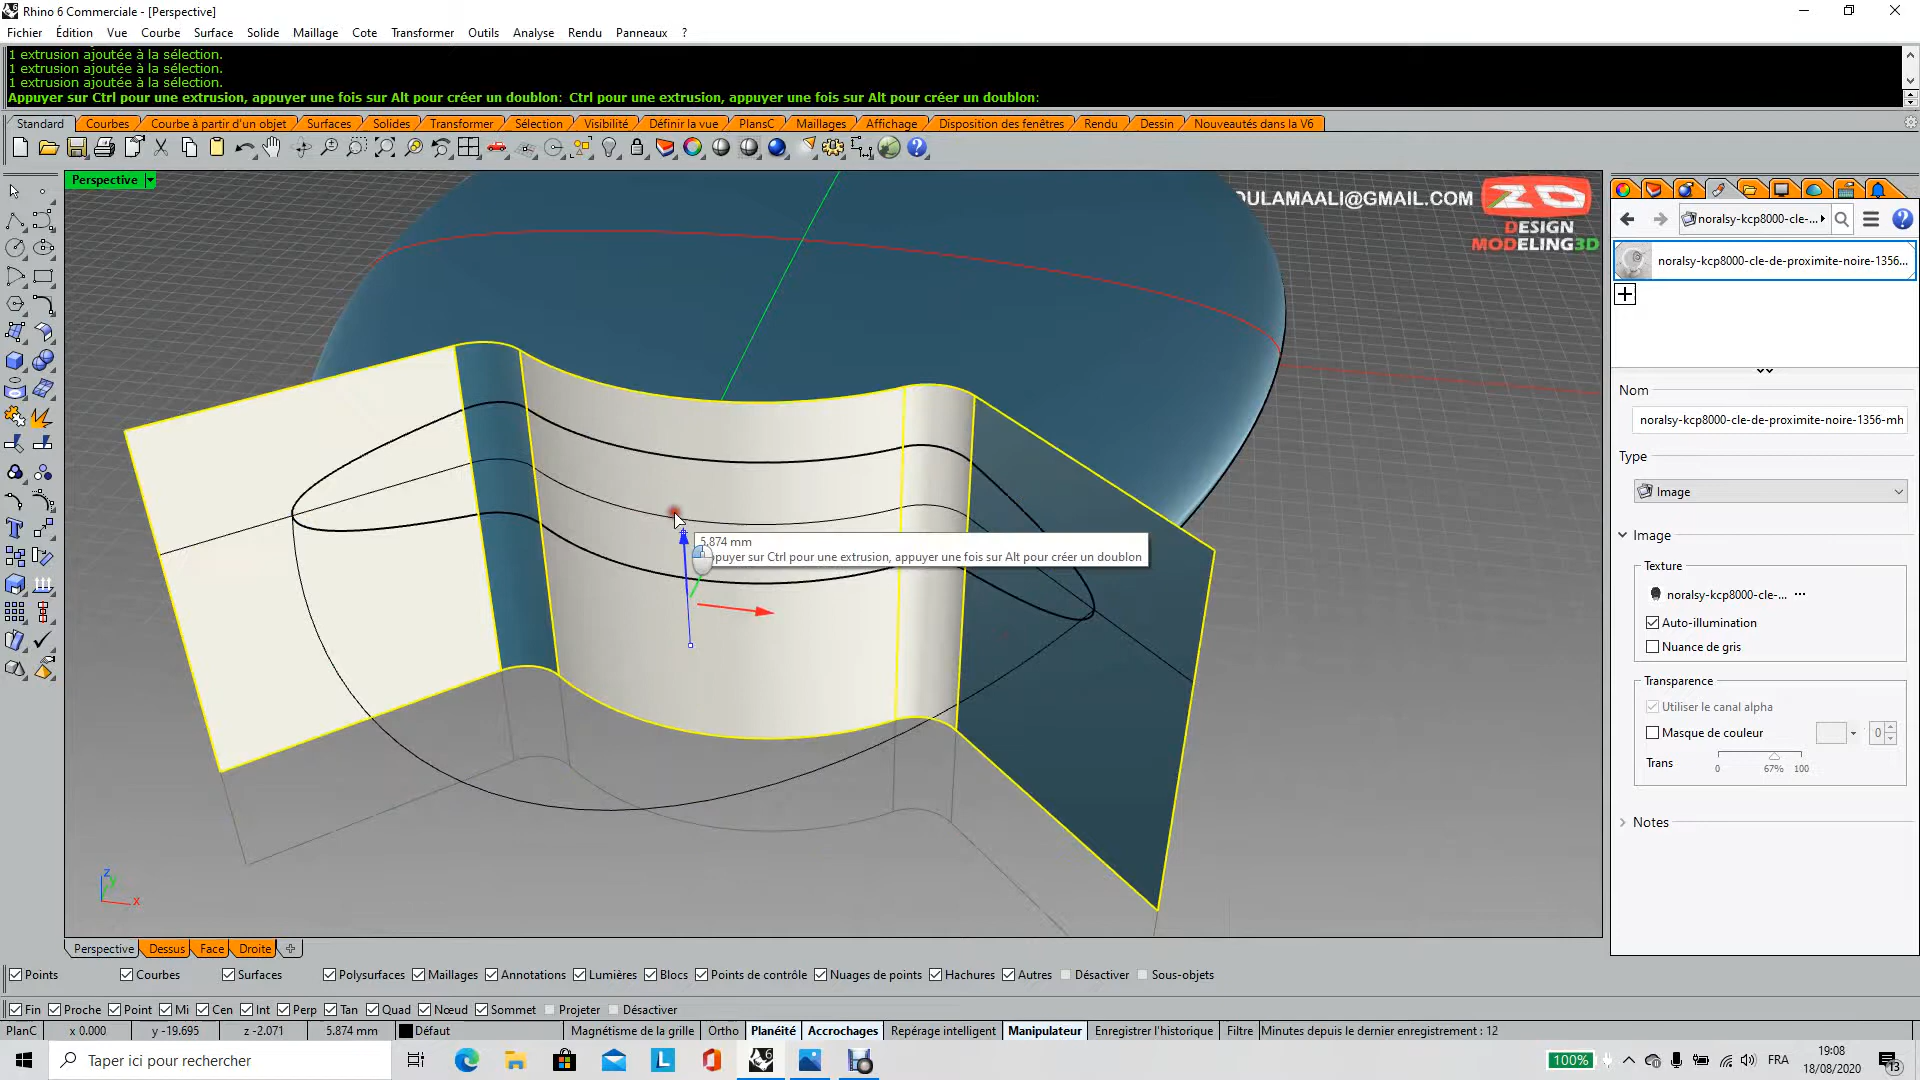 Rhino 6 Commerciale - [Perspective]
Fichier Édition Vue Courbe Surface Solide Maillage Cote Transformer Outils Analyse Rendu Panneaux ?
1 extrusion ajoutée à la sélection.
1 extrusion ajoutée à la sélection.
1 extrusion ajoutée à la sélection.
Appuyer sur Ctrl pour une extrusion, appuyer une fois sur Alt pour créer un doublon: Ctrl pour une extrusion, appuyer une fois sur Alt pour créer un doublon:
Standard Courbes Courbe à partir d'un objet Surfaces Solides Transformer Sélection Visibilité Définir la vue PlansC Maillages Affichage Disposition des fenêtres Rendu Dessin Nouveautés dans la V6
Perspective
OULAMAALI@GMAIL.COM
DESIGN
MODELING3D
noralsy-kcp8000-cle-...
noralsy-kcp8000-cle-de-proximite-noire-1356...
Nom
noralsy-kcp8000-cle-de-proximite-noire-1356-mh
Type
Image
Image
Texture
noralsy-kcp8000-cle-... ...
Auto-illumination
Nuance de gris
Transparence
Utiliser le canal alpha
Masque de couleur 0
Trans 0 67% 100
Notes
5.874 mm
ppuyer sur Ctrl pour une extrusion, appuyer une fois sur Alt pour créer un doublon
z
y
x
Perspective Dessus Face Droite
Points Courbes Surfaces Polysurfaces Maillages Annotations Lumières Blocs Points de contrôle Nuages de points Hachures Autres Désactiver Sous-objets
Fin Proche Point Mi Cen Int Perp Tan Quad Nœud Sommet Projeter Désactiver
PlanC x 0.000 y -19.695 z -2.071 5.874 mm Défaut Magnétisme de la grille Ortho Planéité Accrochages Repérage intelligent Manipulateur Enregistrer l'historique Filtre Minutes depuis le dernier enregistrement : 12
Taper ici pour rechercher
100%
FRA
19:08
18/08/2020
13